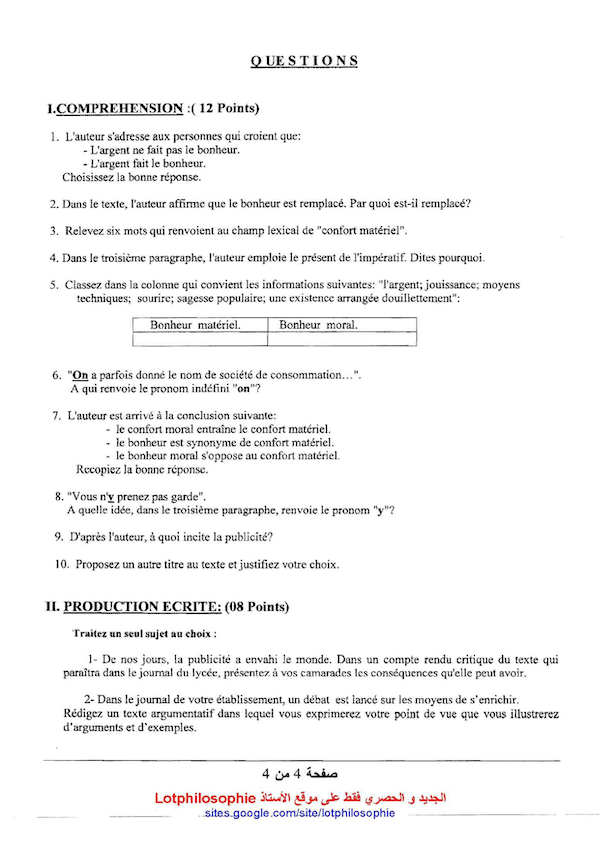 QUESTIONS
I.COMPREHENSION :( 12 Points)
1. L'auteur s'adresse aux personnes qui croient que:
- L'argent ne fait pas le bonheur.
- L'argent fait le bonheur.
Choisissez la bonne réponse.
2. Dans le texte, l'auteur affirme que le bonheur est remplacé. Par quoi est-il remplacé?
3. Relevez six mots qui renvoient au champ lexical de "confort matériel".
4. Dans le troisième paragraphe, l'auteur emploie le présent de l'impératif. Dites pourquoi.
5. Classez dans la colonne qui convient les informations suivantes: "l'argent; jouissance; moyens
techniques; sourire; sagesse populaire; une existence arrangée douillettement":
Bonheur matériel. Bonheur moral.
6. "On a parfois donné le nom de société de consommation...".
A qui renvoie le pronom indéfini "on"?
7. L'auteur est arrivé à la conclusion suivante:
- le confort moral entraîne le confort matériel.
- le bonheur est synonyme de confort matériel.
- le bonheur moral s'oppose au confort matériel.
Recopiez la bonne réponse.
8. "Vous n'y prenez pas garde".
A quelle idée, dans le troisième paragraphe, renvoie le pronom "y"?
9. D'après l'auteur, à quoi incite la publicité?
10. Proposez un autre titre au texte et justifiez votre choix.
II. PRODUCTION ECRITE: (08 Points)
Traitez un seul sujet au choix :
1- De nos jours, la publicité a envahi le monde. Dans un compte rendu critique du texte qui
paraîtra dans le journal du lycée, présentez à vos camarades les conséquences qu'elle peut avoir.
2- Dans le journal de votre établissement, un débat est lancé sur les moyens de s'enrichir.
Rédigez un texte argumentatif dans lequel vous exprimerez votre point de vue que vous illustrerez
d'arguments et d'exemples.
صفحة 4 من 4
الجديد و الحصري فقط على موقع الأستاذ Lotphilosophie
sites.google.com/site/lotphilosophie